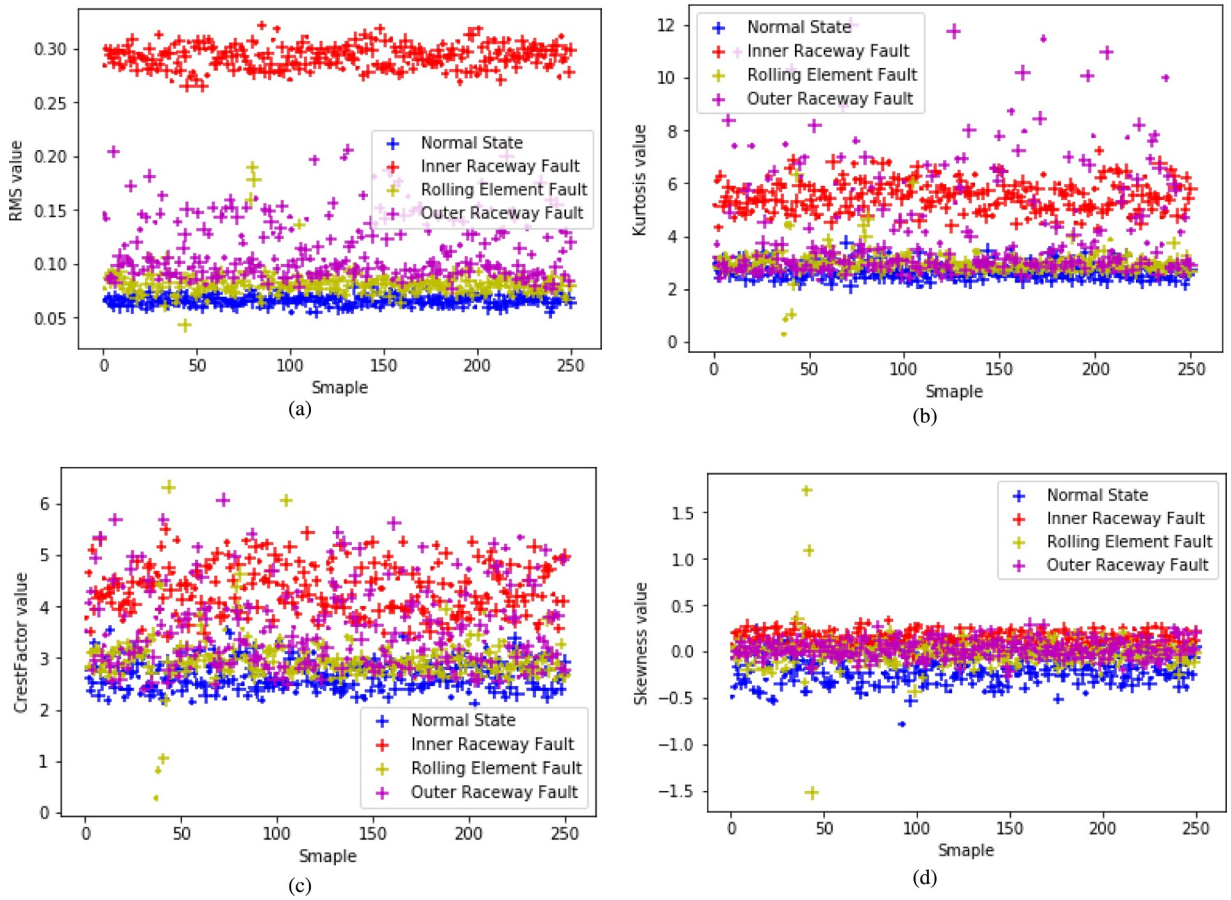 0.30
0.25
0.20
0.15
0.10
0.05
RMS value
Normal State
Inner Raceway Fault
Rolling Element Fault
Outer Raceway Fault
0 50 100 150 200 250
Smaple
(a)
12
10
8
6
4
2
0
Kurtosis value
Normal State
Inner Raceway Fault
Rolling Element Fault
Outer Raceway Fault
0 50 100 150 200 250
Smaple
(b)
6
5
4
3
2
1
0
CrestFactor value
Normal State
Inner Raceway Fault
Rolling Element Fault
Outer Raceway Fault
0 50 100 150 200 250
Smaple
(c)
1.5
1.0
0.5
0.0
−0.5
−1.0
−1.5
Skewness value
Normal State
Inner Raceway Fault
Rolling Element Fault
Outer Raceway Fault
0 50 100 150 200 250
Smaple
(d)